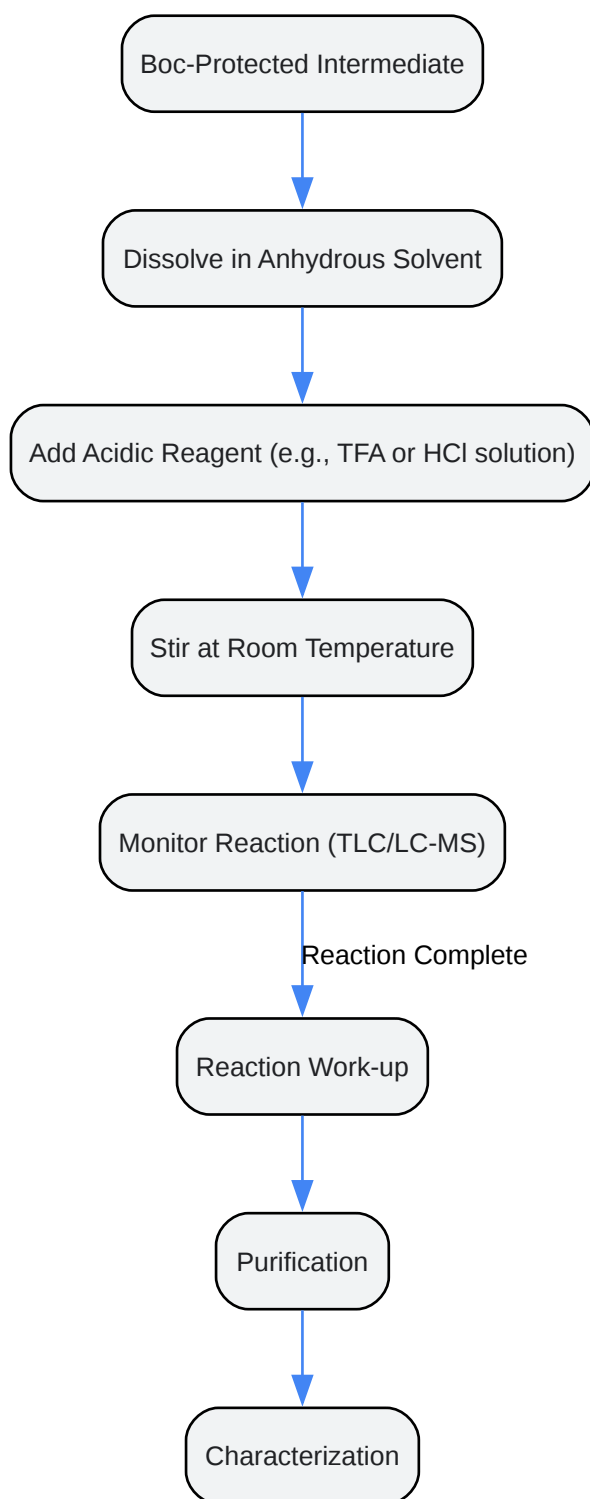 Boc-Protected Intermediate
Dissolve in Anhydrous Solvent
Add Acidic Reagent (e.g., TFA or HCl solution)
Stir at Room Temperature
Monitor Reaction (TLC/LC-MS)
Reaction Complete
Reaction Work-up
Purification
Characterization